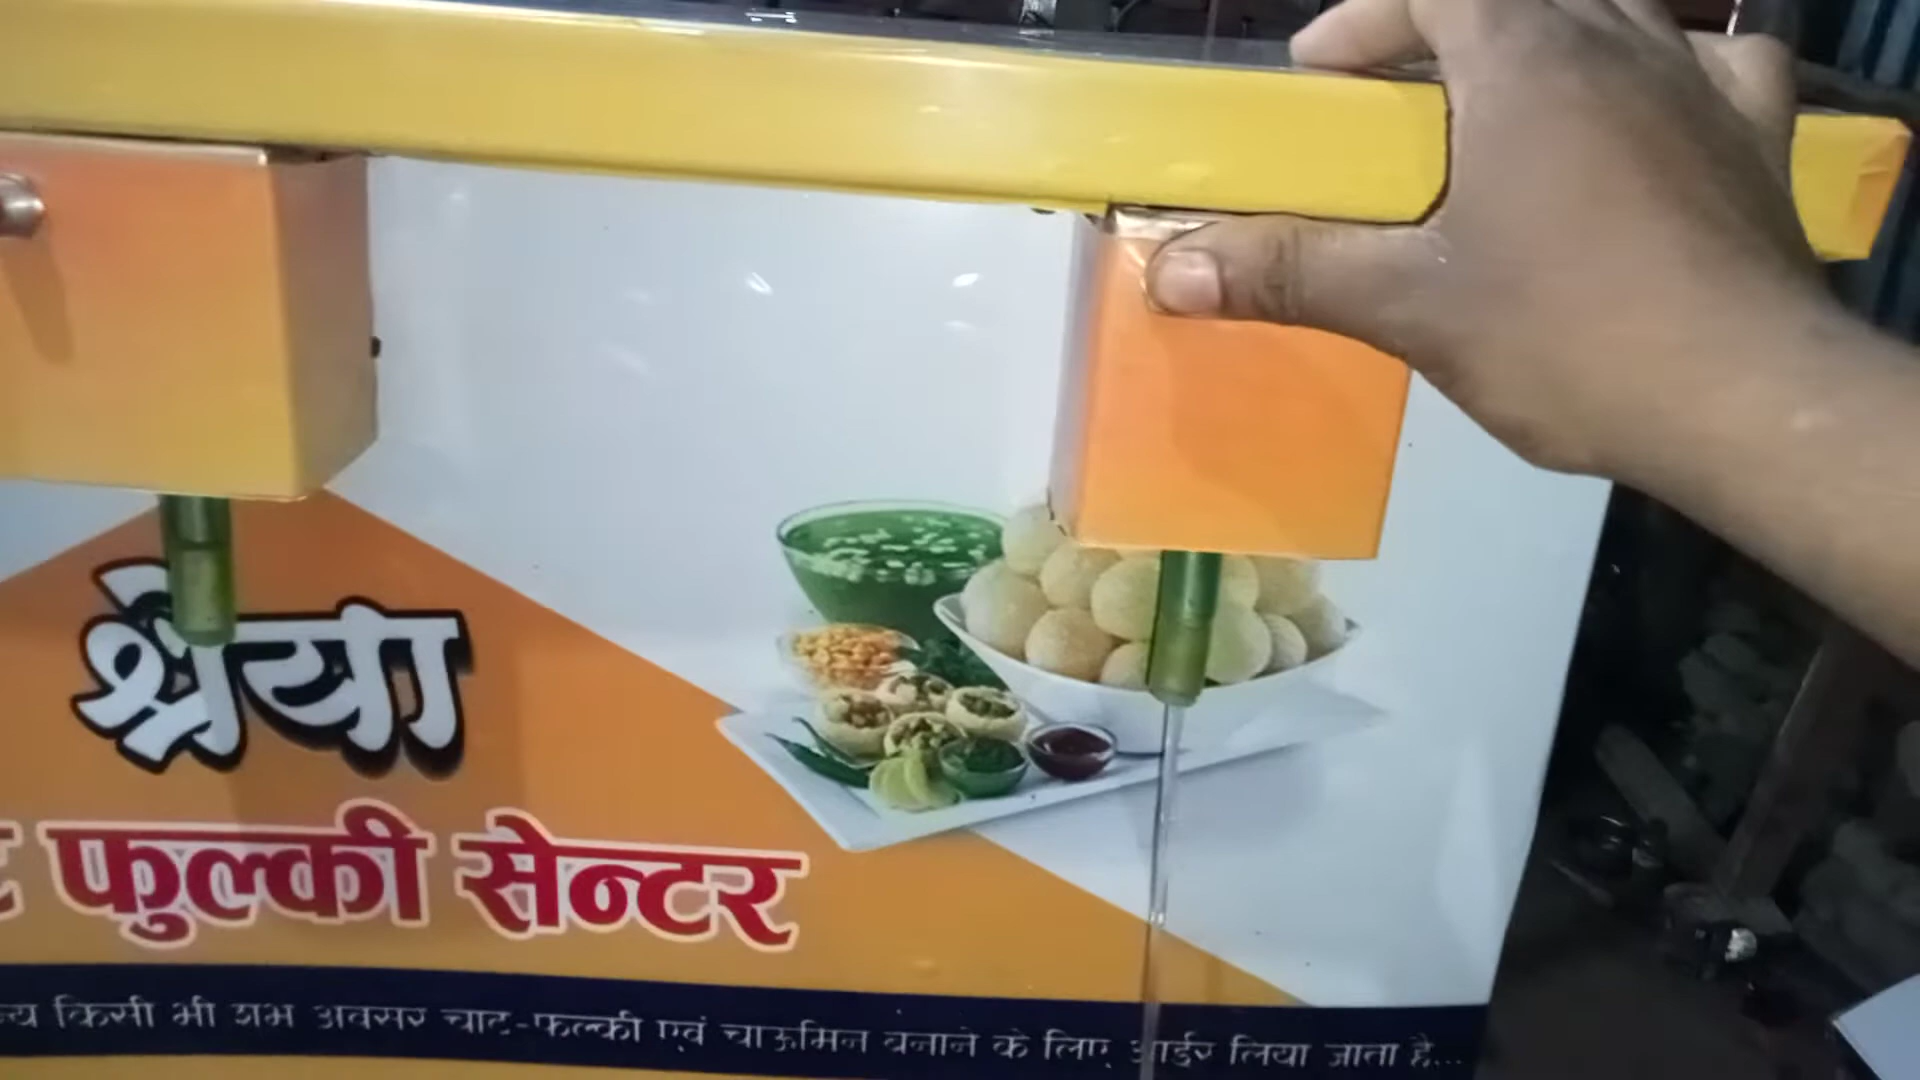 श्रेया
फुल्की सेन्टर
किसी भी शुभ अवसर चाट-फुल्की एवं चाऊमिन बनाने के लिए आर्डर लिया जाता है...